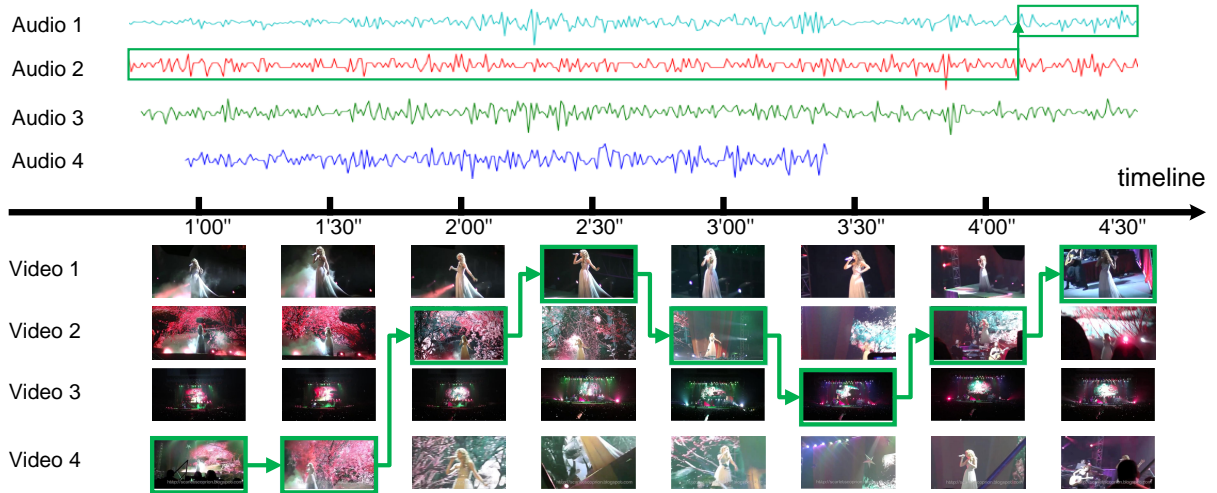 Audio 1
Audio 2
Audio 3
Audio 4
timeline
1'00" 1'30" 2'00" 2'30" 3'00" 3'30" 4'00" 4'30"
Video 1
Video 2
Video 3
Video 4